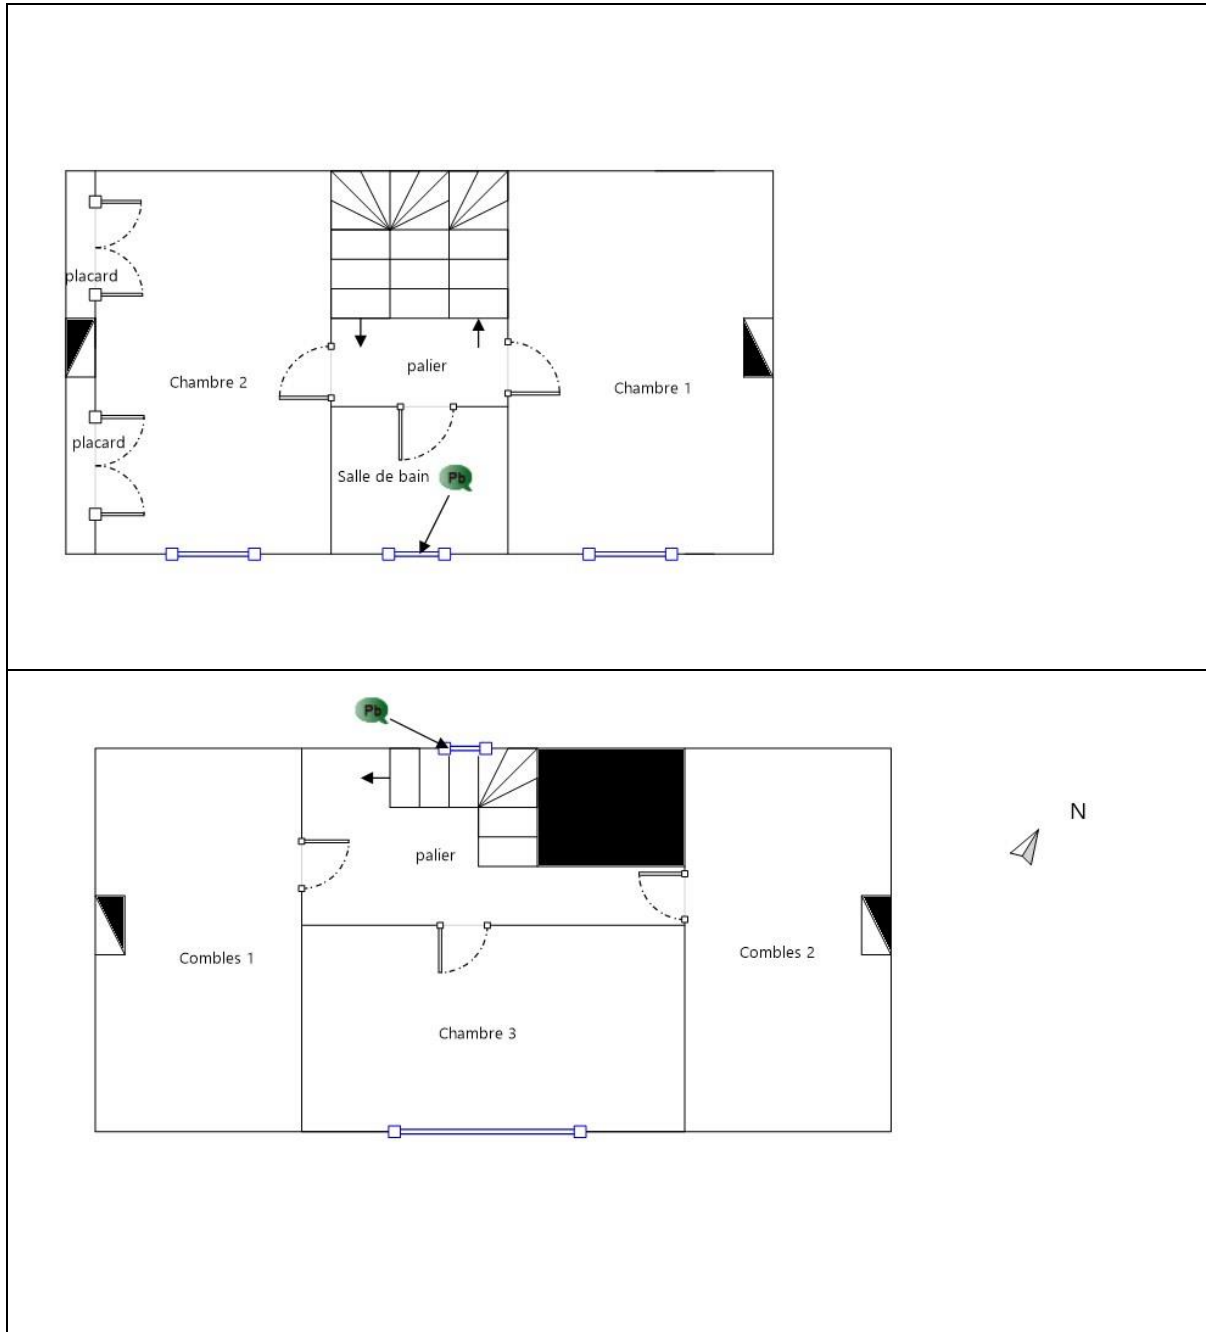 placard
palier
Chambre 2
Chambre 1
placard
Salle de bain
Pb
Pb
N
palier
Combles 1
Combles 2
Chambre 3